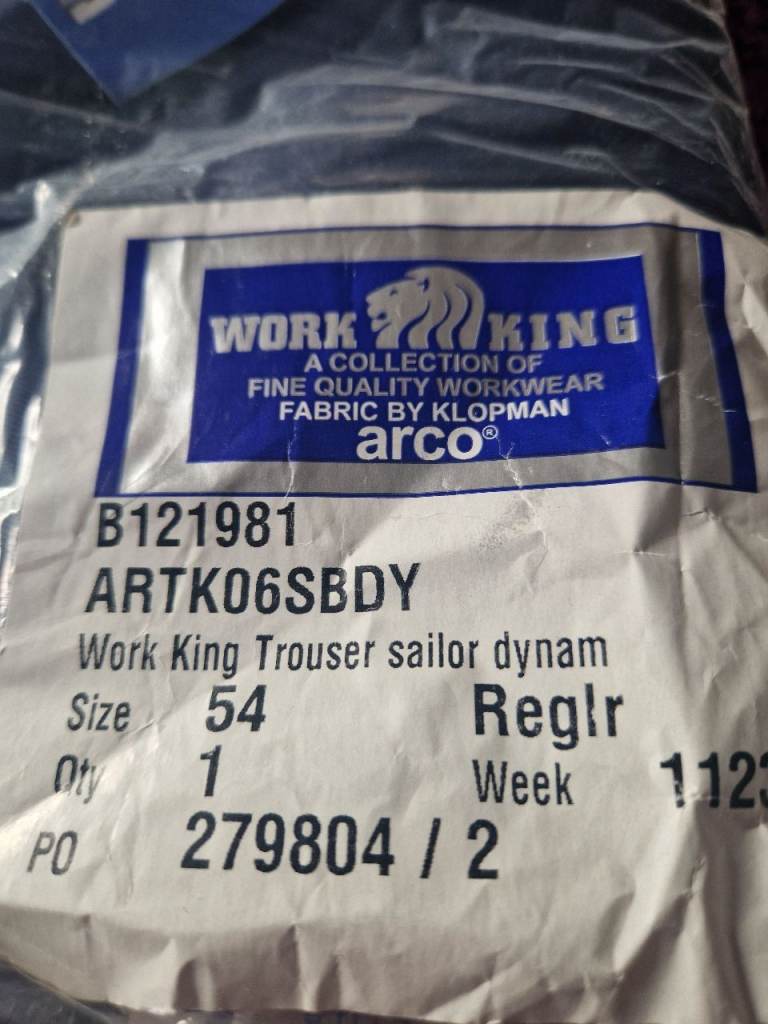 WORK KING
A COLLECTION OF
FINE QUALITY WORKWEAR
FABRIC BY KLOPMAN
arco®
B121981
ARTK06SBDY
Work King Trouser sailor dynam
Size 54 Reglr
Qty 1 Week 1123
PO 279804 / 2